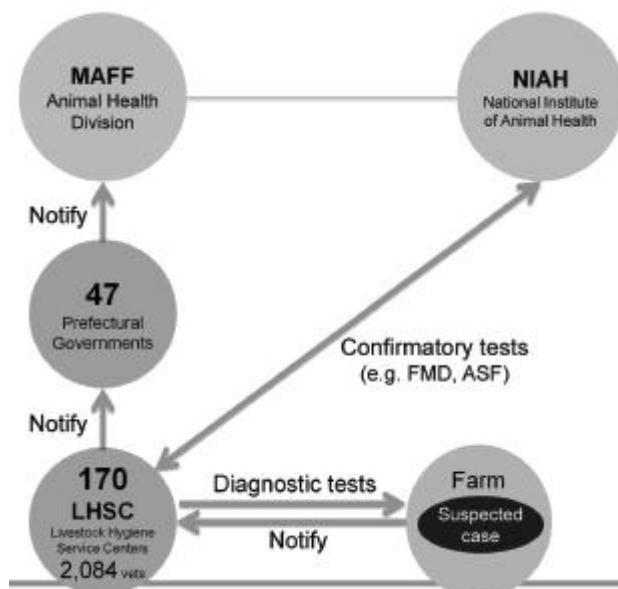 MAFF
Animal Health
Division
NIAH
National Institute
of Animal Health
Notify
47
Prefectural
Governments
Confirmatory tests
(e.g. FMD, ASF)
Notify
170
LHSC
Livestock Hygiene
Service Centers
2,084 vets
Diagnostic tests
Notify
Farm
Suspected
case